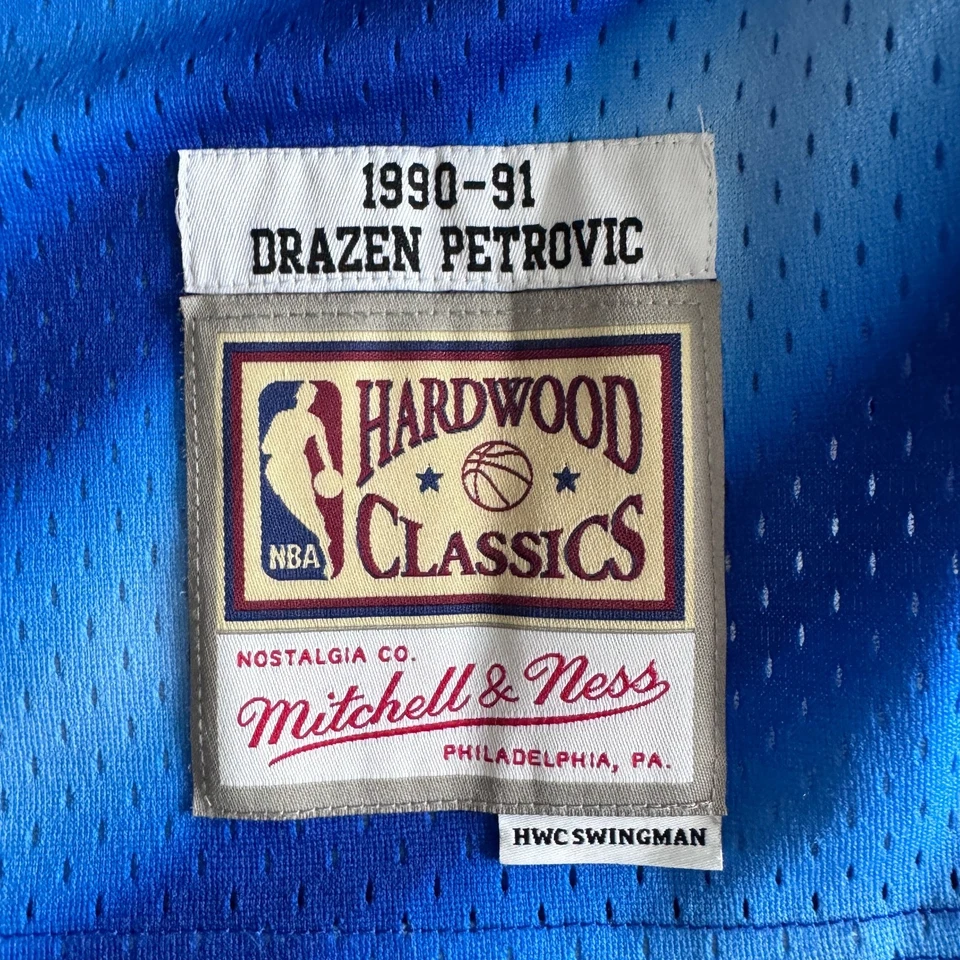 1990-91
DRAZEN PETROVIC
HARDWOOD
CLASSICS
NBA
NOSTALGIA CO.
Mitchell & Ness
PHILADELPHIA, PA.
HWC SWINGMAN